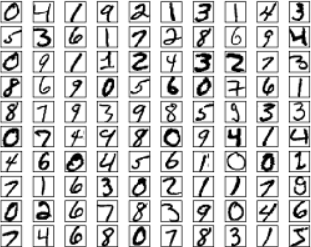 0 4 1 9 2 1 3 1 4 3
5 3 6 1 7 2 8 6 9 4
0 9 1 1 2 4 3 2 7 3
8 6 9 0 5 6 0 7 6 1
8 7 9 3 9 8 5 9 3 3
0 7 4 9 8 0 9 4 1 4
4 6 0 4 5 6 1 0 0 1
7 1 6 3 0 2 1 1 7 9
0 2 6 7 8 3 9 0 4 6
7 4 6 8 0 7 8 3 1 5